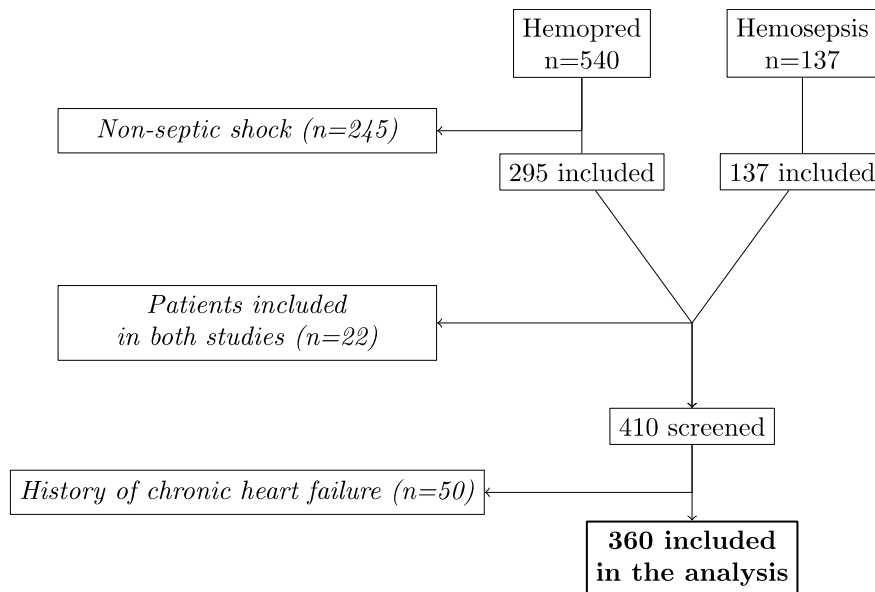 Hemopred
n=540
Hemosepsis
n=137
Non-septic shock (n=245)
295 included
137 included
Patients included
in both studies (n=22)
410 screened
History of chronic heart failure (n=50)
360 included
in the analysis